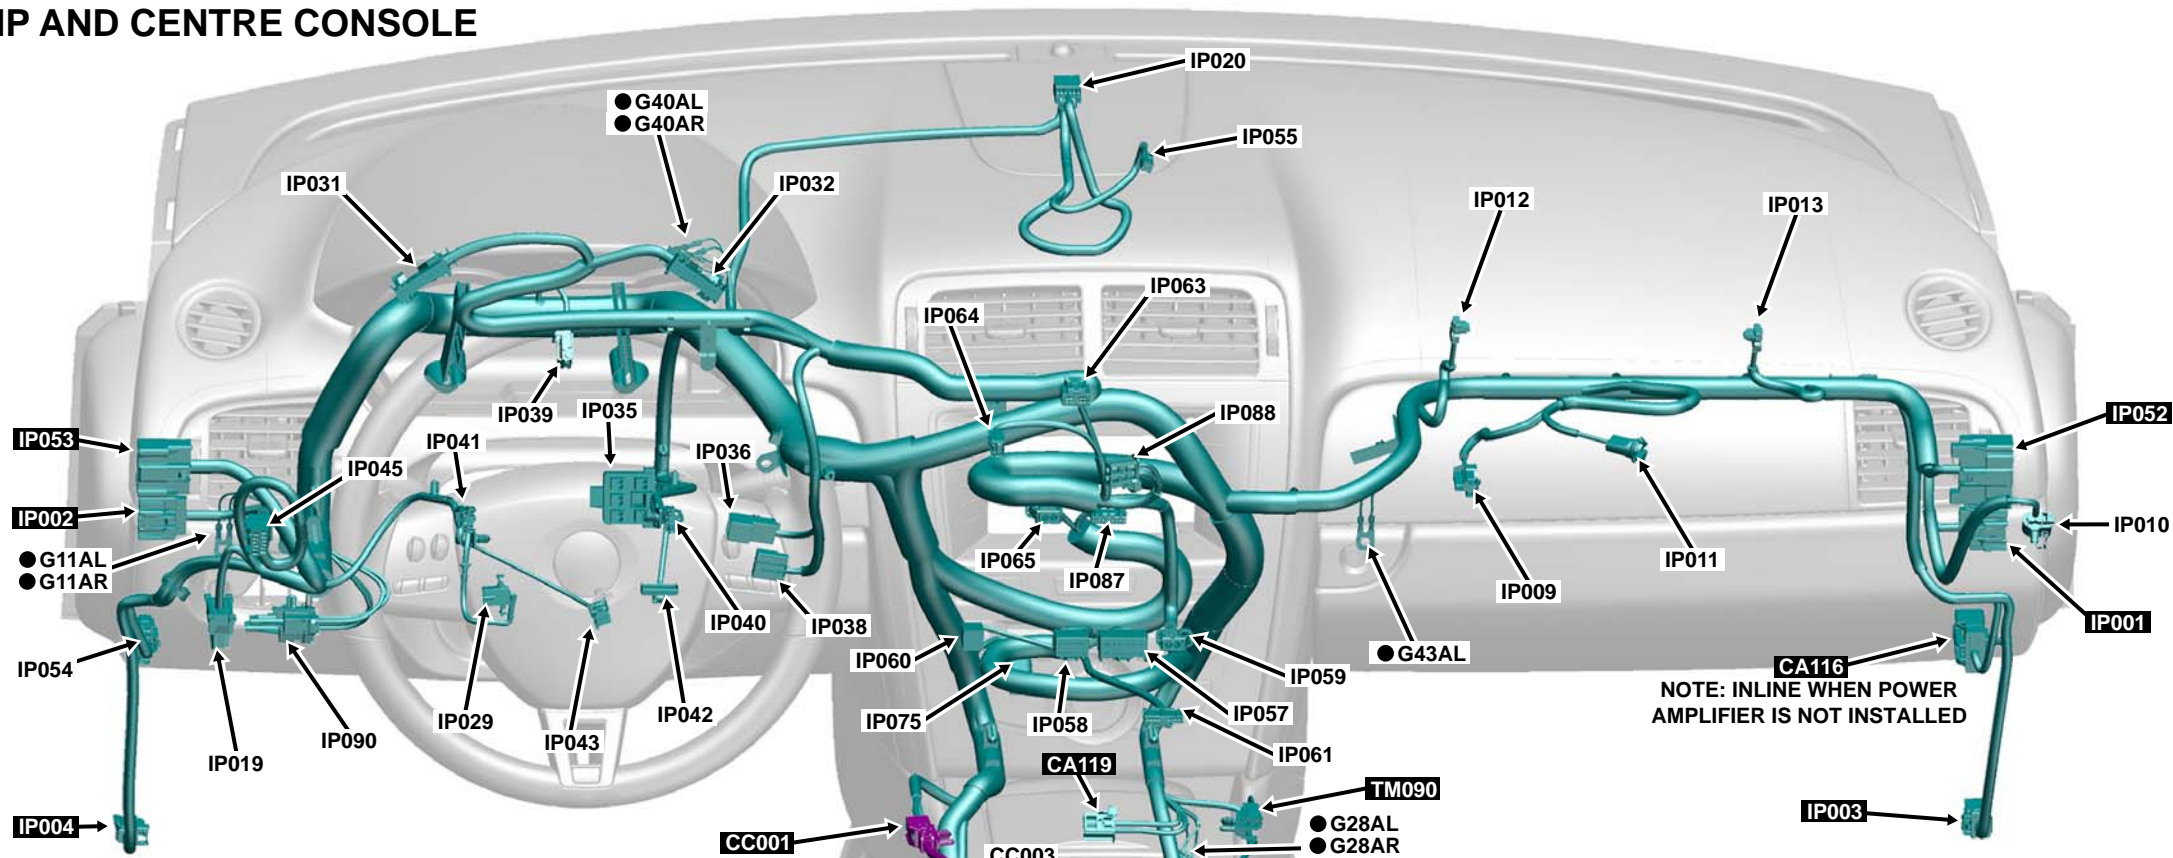 IP AND CENTRE CONSOLE
IP020
G40AL
G40AR
IP055
IP031
IP032
IP012
IP013
IP063
IP064
IP039
IP035
IP088
IP052
IP053
IP041
IP036
IP045
IP002
IP010
G11AL
G11AR
IP065
IP087
IP011
IP009
IP040
IP038
IP001
IP054
IP060
G43AL
CA116
NOTE: INLINE WHEN POWER
AMPLIFIER IS NOT INSTALLED
IP059
IP029
IP042
IP075
IP058
IP057
IP090
IP043
IP019
IP061
CA119
TM090
IP004
IP003
G28AL
G28AR
CC001
CC003